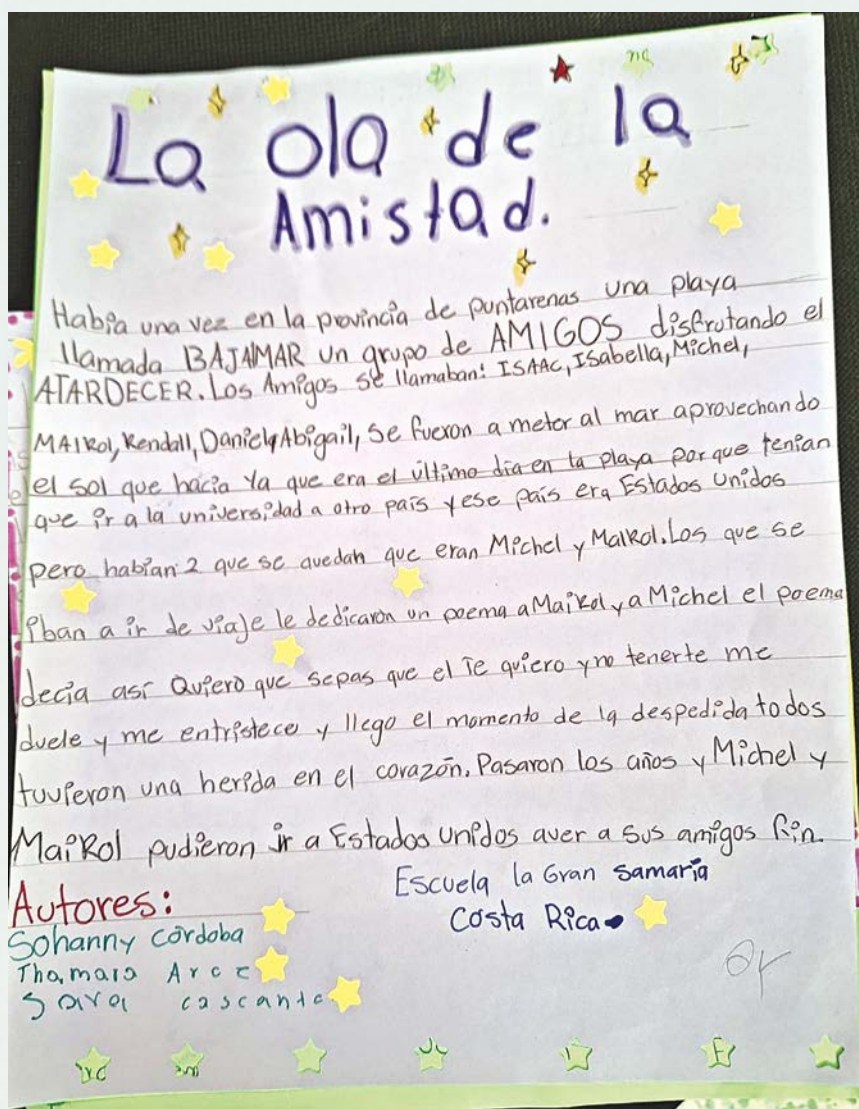 La ola de la
Amistad.
Había una vez en la provincia de puntarenas una playa
llamada BAJAMAR un grupo de AMIGOS disfrutando el
ATARDECER. Los Amigos se llamaban: ISAAC, ISabella, Michel,
MAIKol, Kendall, Daniel y Abigail, Se fueron a meter al mar aprovechando
el sol que hacia Ya que era el último día en la playa porque tenían
que ir a la universidad a otro país y ese país era Estados Unidos
pero habían 2 que se quedan que eran Michel y Maikol. Los que se
iban a ir de viaje le dedicarón un poema a Maikol y a Michel el poema
decía así Quiero que sepas que el Te quiero y no tenerte me
duele y me entristece y llego el momento de la despedida todos
tuvieron una herida en el corazón. Pasaron los años y Michel y
Maikol pudieron ir a Estados Unidos aver a sus amigos fin.
Escuela la Gran Samaria
Costa Rica
Autores:
Sohanny Córdoba
Thamara Arce
Sara cascante